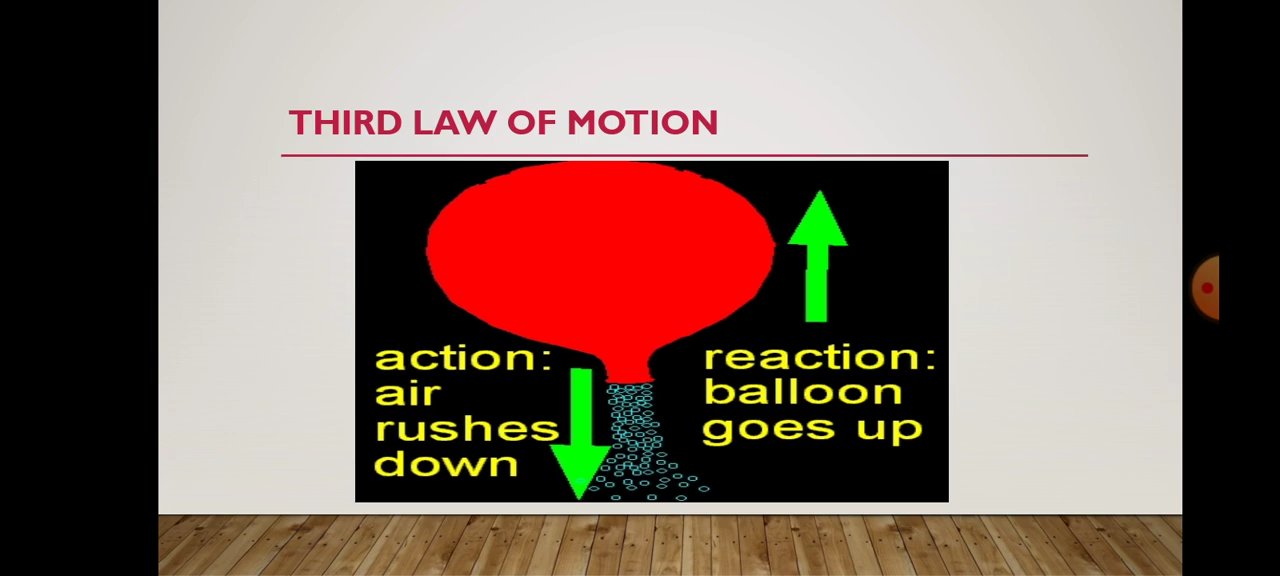 THIRD LAW OF MOTION
action:
air
rushes
down
reaction:
balloon
goes up